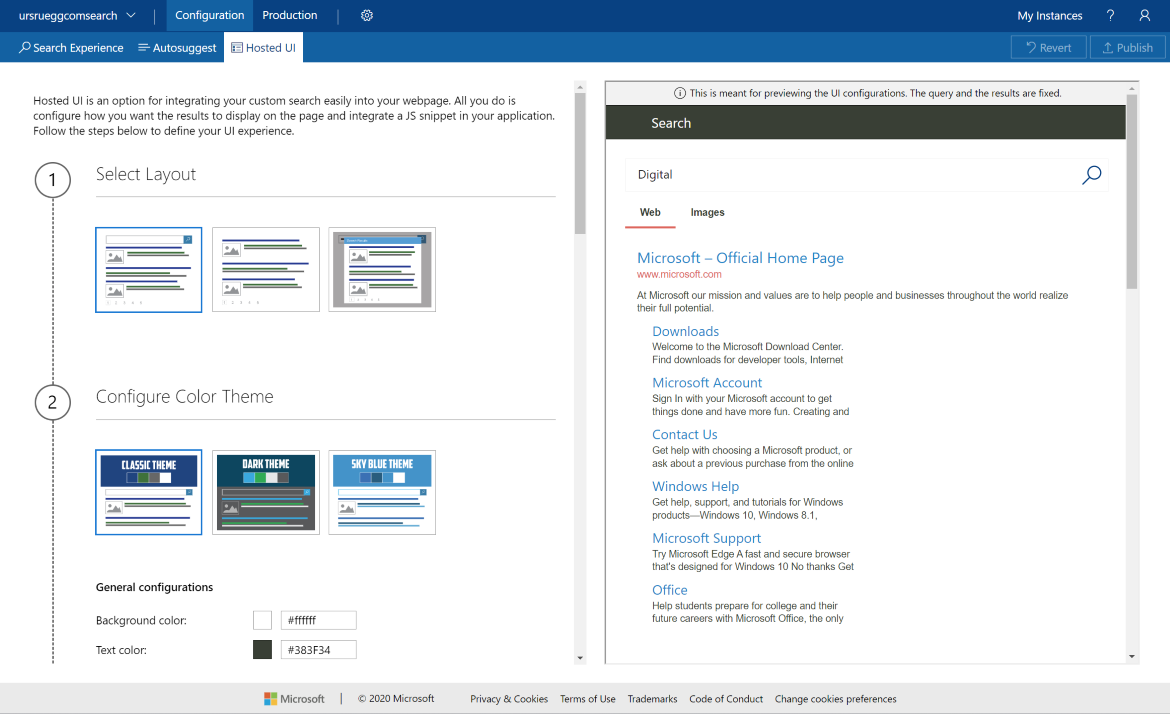 ursrueggcomsearch
Configuration
Production
My Instances
?
Search Experience
Autosuggest
Hosted UI
Revert
Publish
Hosted UI is an option for integrating your custom search easily into your webpage. All you do is
configure how you want the results to display on the page and integrate a JS snippet in your application.
Follow the steps below to define your UI experience.
1
Select Layout
2
Configure Color Theme
CLASSIC THEME
DARK THEME
SKY BLUE THEME
General configurations
Background color:
#ffffff
Text color:
#383F34
This is meant for previewing the UI configurations. The query and the results are fixed.
Search
Digital
Web
Images
Microsoft – Official Home Page
www.microsoft.com
At Microsoft our mission and values are to help people and businesses throughout the world realize
their full potential.
Downloads
Welcome to the Microsoft Download Center.
Find downloads for developer tools, Internet
Microsoft Account
Sign In with your Microsoft account to get
things done and have more fun. Creating and
Contact Us
Get help with choosing a Microsoft product, or
ask about a previous purchase from the online
Windows Help
Get help, support, and tutorials for Windows
products—Windows 10, Windows 8.1,
Microsoft Support
Try Microsoft Edge A fast and secure browser
that's designed for Windows 10 No thanks Get
Office
Help students prepare for college and their
future careers with Microsoft Office, the only
Microsoft
© 2020 Microsoft
Privacy & Cookies
Terms of Use
Trademarks
Code of Conduct
Change cookies preferences